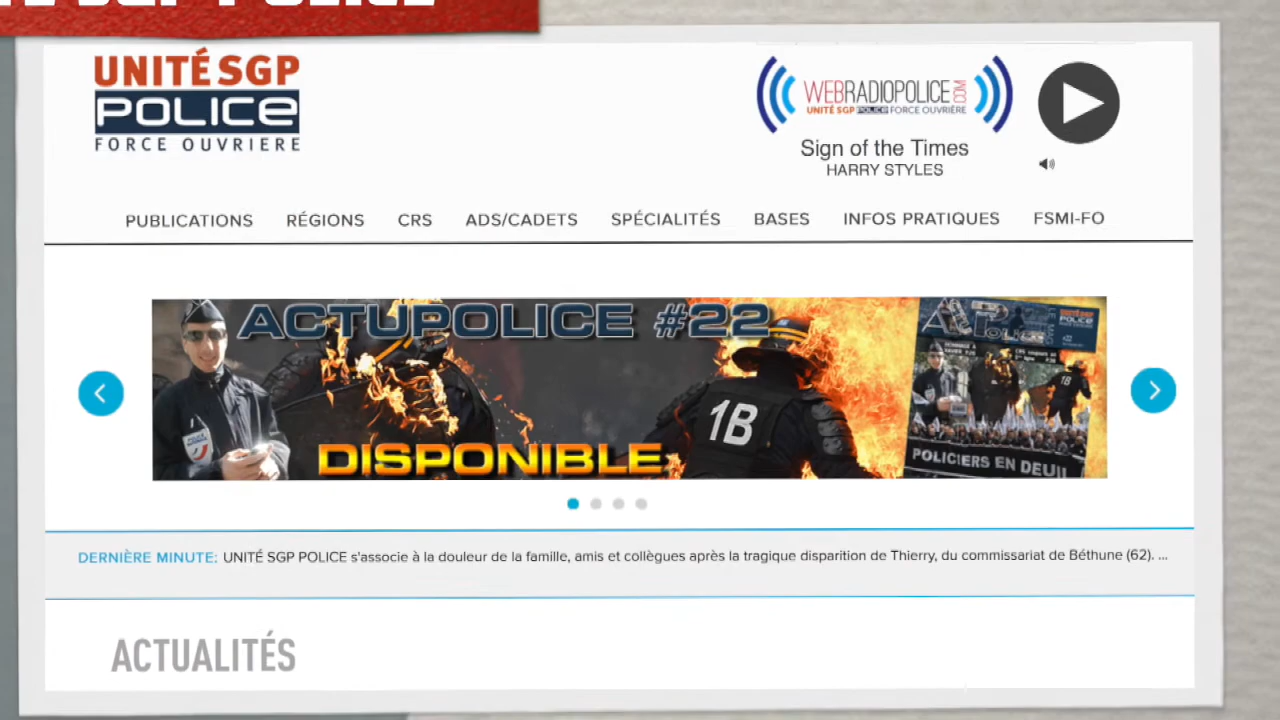 UNITÉ SGP
POLICE
FORCE OUVRIERE
WEBRADIOPOLICE.COM
UNITÉ SGP POLICE FORCE OUVRIÈRE
Sign of the Times
HARRY STYLES
PUBLICATIONS RÉGIONS CRS ADS/CADETS SPÉCIALITÉS BASES INFOS PRATIQUES FSMI-FO
ACTUPOLICE #22
DISPONIBLE
1B
POLICIERS EN DEUIL
DERNIÈRE MINUTE: UNITÉ SGP POLICE s'associe à la douleur de la famille, amis et collègues après la tragique disparition de Thierry, du commissariat de Béthune (62). ...
ACTUALITÉS